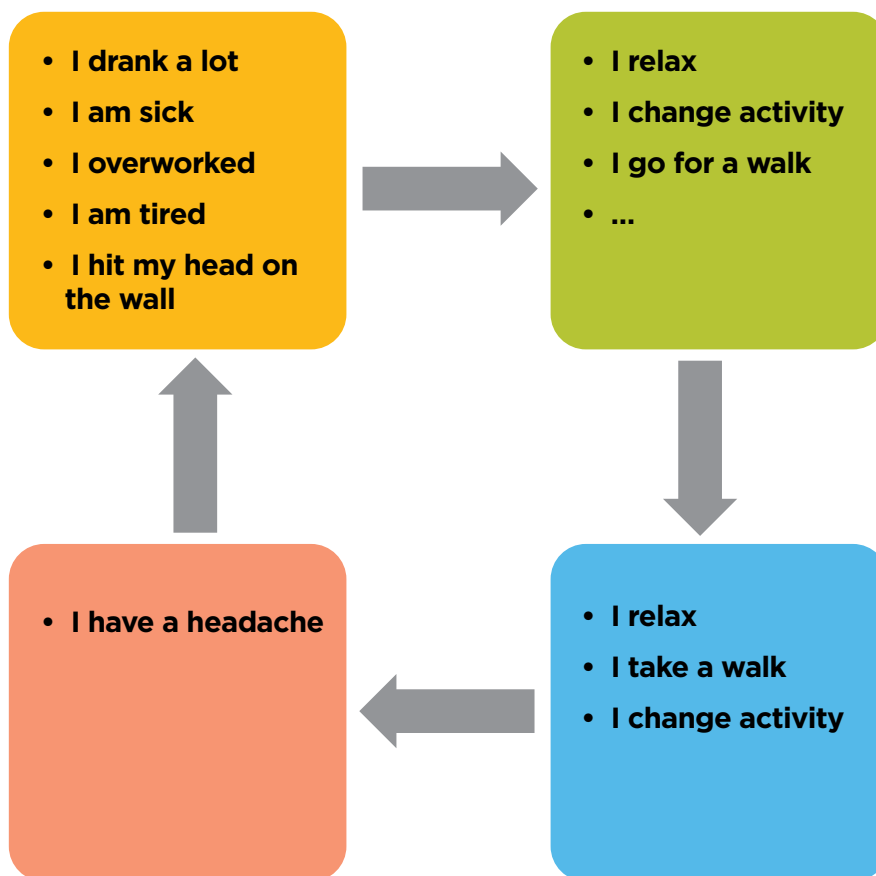 • I drank a lot
• I am sick
• I overworked
• I am tired
• I hit my head on
the wall
• I relax
• I change activity
• I go for a walk
• ...
• I have a headache
• I relax
• I take a walk
• I change activity